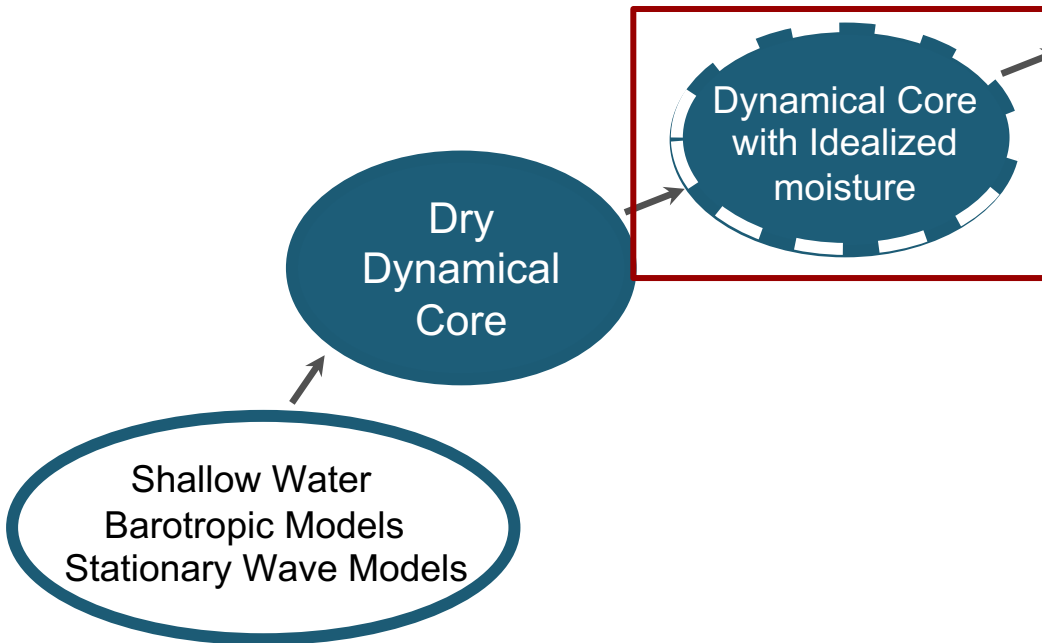 Dynamical Core
with Idealized
moisture
Dry
Dynamical
Core
Shallow Water
Barotropic Models
Stationary Wave Models